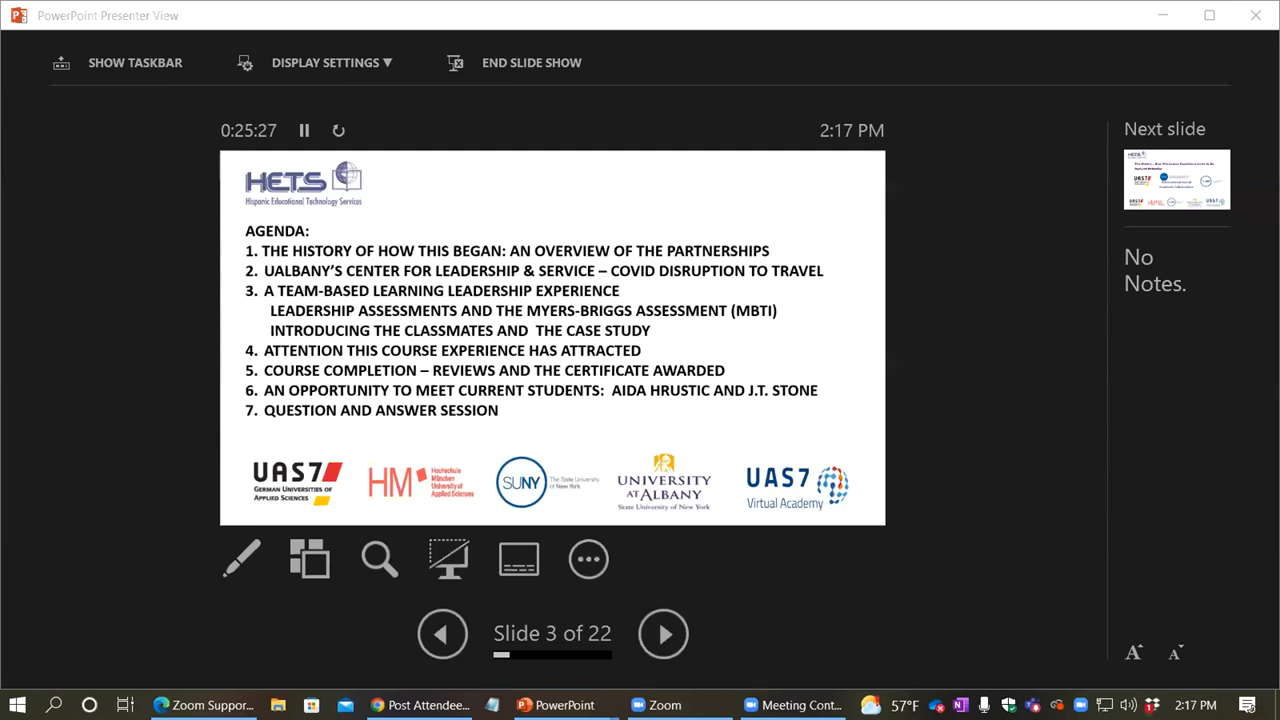 PowerPoint Presenter View
SHOW TASKBAR
DISPLAY SETTINGS ▼
END SLIDE SHOW
0:25:27
2:17 PM
HETS
Hispanic Educational Technology Services
AGENDA:
1. THE HISTORY OF HOW THIS BEGAN: AN OVERVIEW OF THE PARTNERSHIPS
2. UALBANY'S CENTER FOR LEADERSHIP & SERVICE – COVID DISRUPTION TO TRAVEL
3. A TEAM-BASED LEARNING LEADERSHIP EXPERIENCE
LEADERSHIP ASSESSMENTS AND THE MYERS-BRIGGS ASSESSMENT (MBTI)
INTRODUCING THE CLASSMATES AND THE CASE STUDY
4. ATTENTION THIS COURSE EXPERIENCE HAS ATTRACTED
5. COURSE COMPLETION – REVIEWS AND THE CERTIFICATE AWARDED
6. AN OPPORTUNITY TO MEET CURRENT STUDENTS: AIDA HRUSTIC AND J.T. STONE
7. QUESTION AND ANSWER SESSION
UAS7
GERMAN UNIVERSITIES OF
APPLIED SCIENCES
HM
Hochschule
München
University of
Applied Sciences
SUNY
The State University
of New York
UNIVERSITY
AT ALBANY
State University of New York
UAS7
Virtual Academy
Next slide
HETS
UAS7
HM
UAS7
No
Notes.
Slide 3 of 22
A
A
Zoom Suppor...
Post Attendee...
PowerPoint
Zoom
Meeting Cont...
57°F
2:17 PM